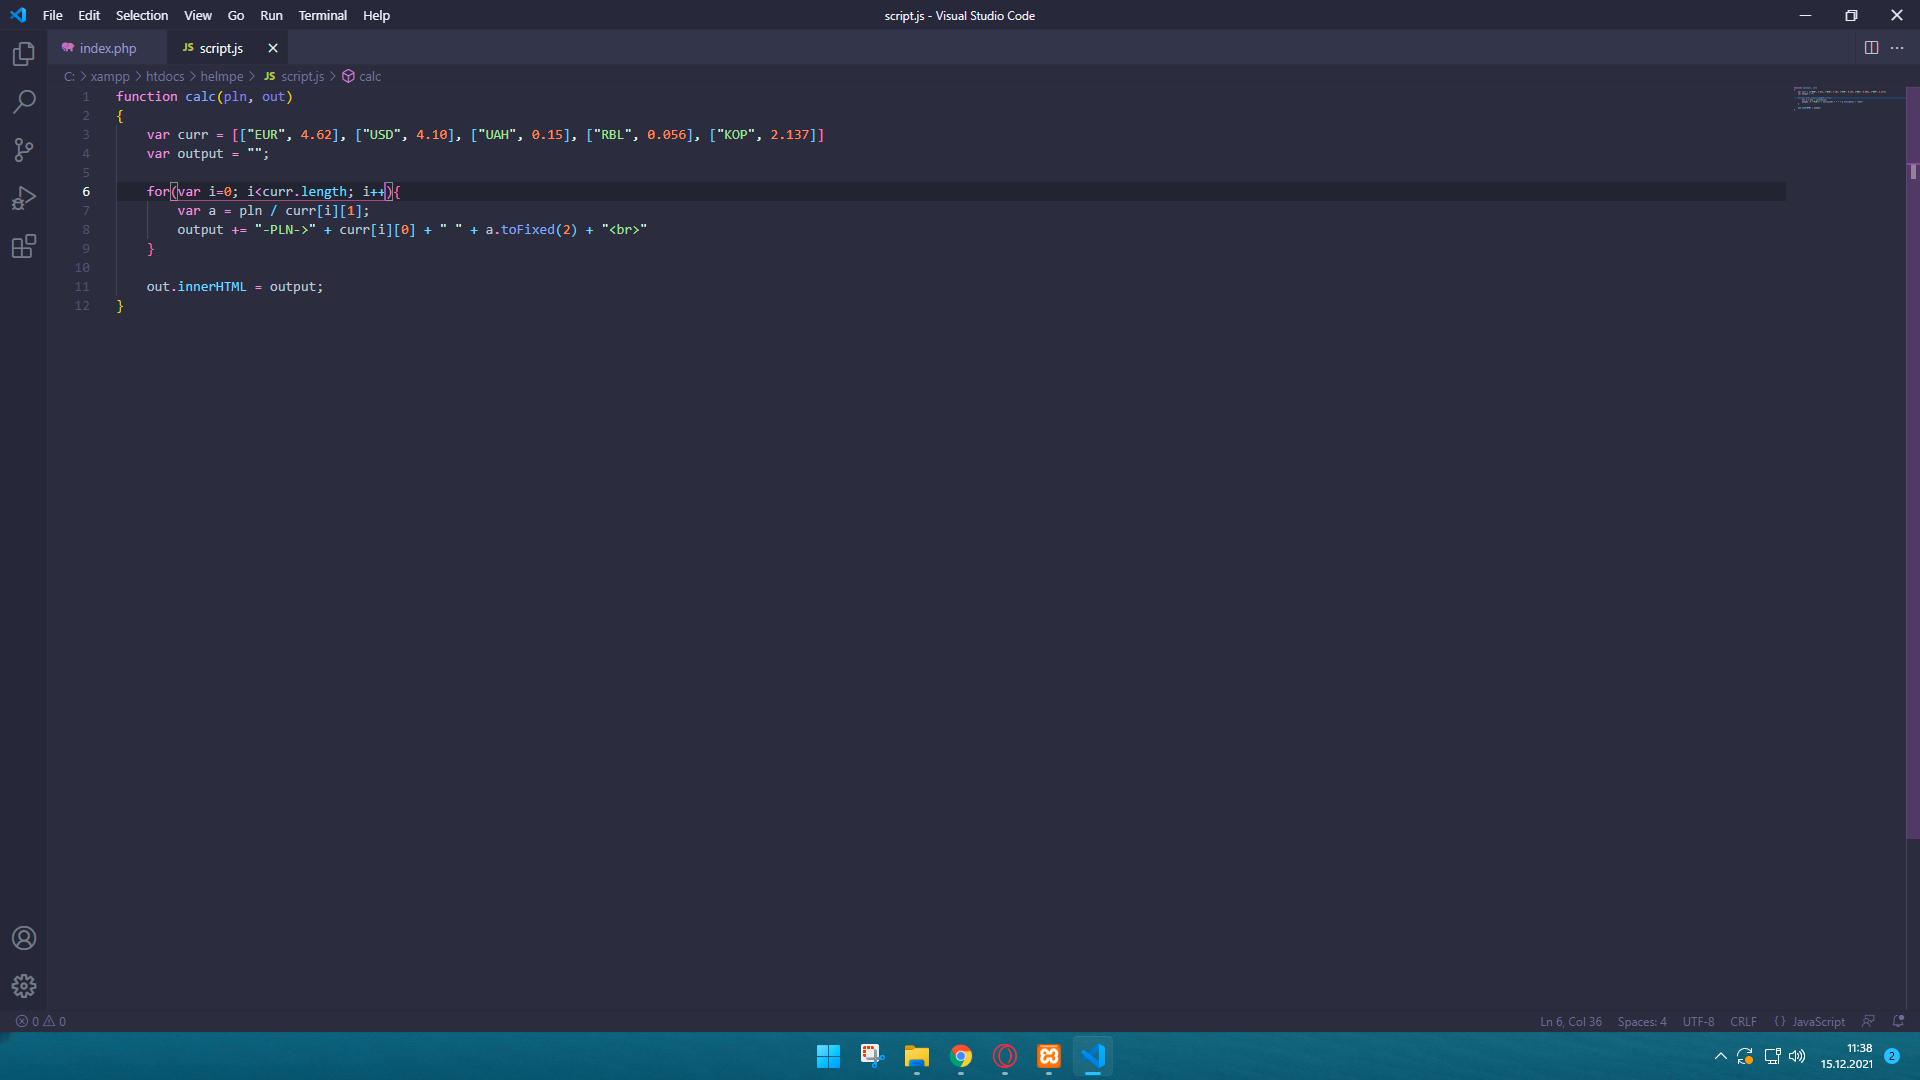 File Edit Selection View Go Run Terminal Help
script.js - Visual Studio Code
index.php
JS script.js
C: > xampp > htdocs > helmpe > JS script.js > calc
1 function calc(pln, out)
2 {
3 var curr = [["EUR", 4.62], ["USD", 4.10], ["UAH", 0.15], ["RBL", 0.056], ["KOP", 2.137]]
4 var output = "";
5
6 for(var i=0; i<curr.length; i++){
7 var a = pln / curr[i][1];
8 output += "-PLN->" + curr[i][0] + " " + a.toFixed(2) + "<br>"
9 }
10
11 out.innerHTML = output;
12 }
0 0
Ln 6, Col 36 Spaces: 4 UTF-8 CRLF {} JavaScript
11:38
15.12.2021
2